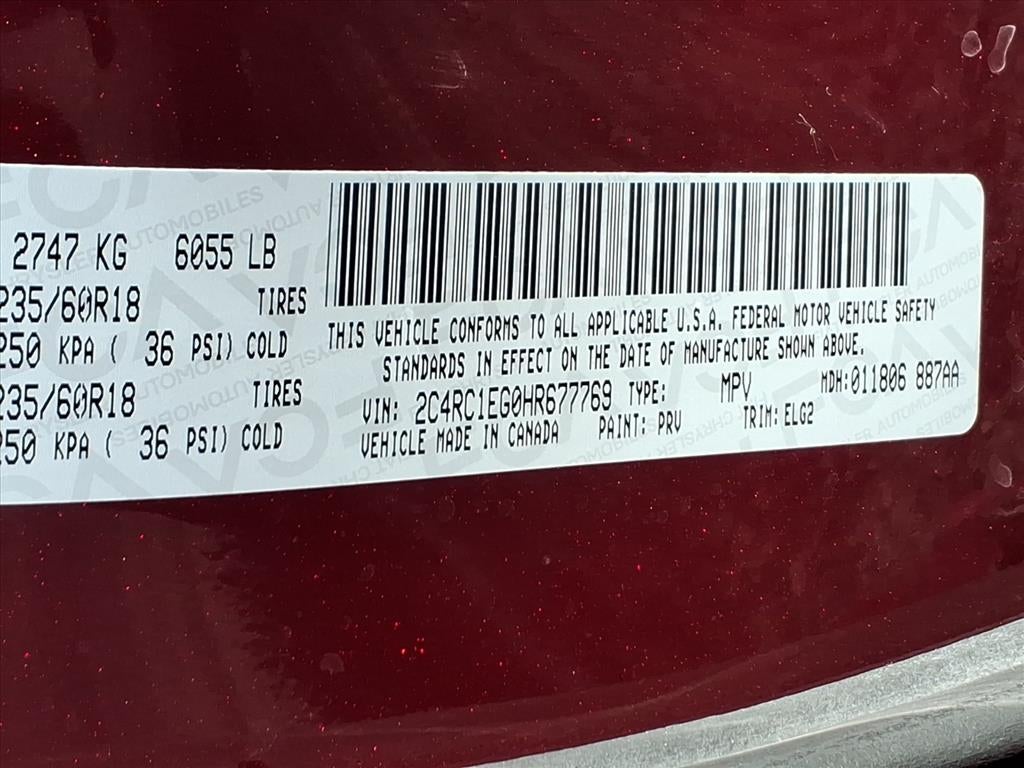 2747 KG 6055 LB
235/60R18 TIRES
250 KPA ( 36 PSI) COLD
235/60R18 TIRES
250 KPA ( 36 PSI) COLD
THIS VEHICLE CONFORMS TO ALL APPLICABLE U.S.A. FEDERAL MOTOR VEHICLE SAFETY
STANDARDS IN EFFECT ON THE DATE OF MANUFACTURE SHOWN ABOVE.
VIN: 2C4RC1EG0HR677769 TYPE: MPV MDH:011806 887AA
VEHICLE MADE IN CANADA PAINT: PRV TRIM: ELG2